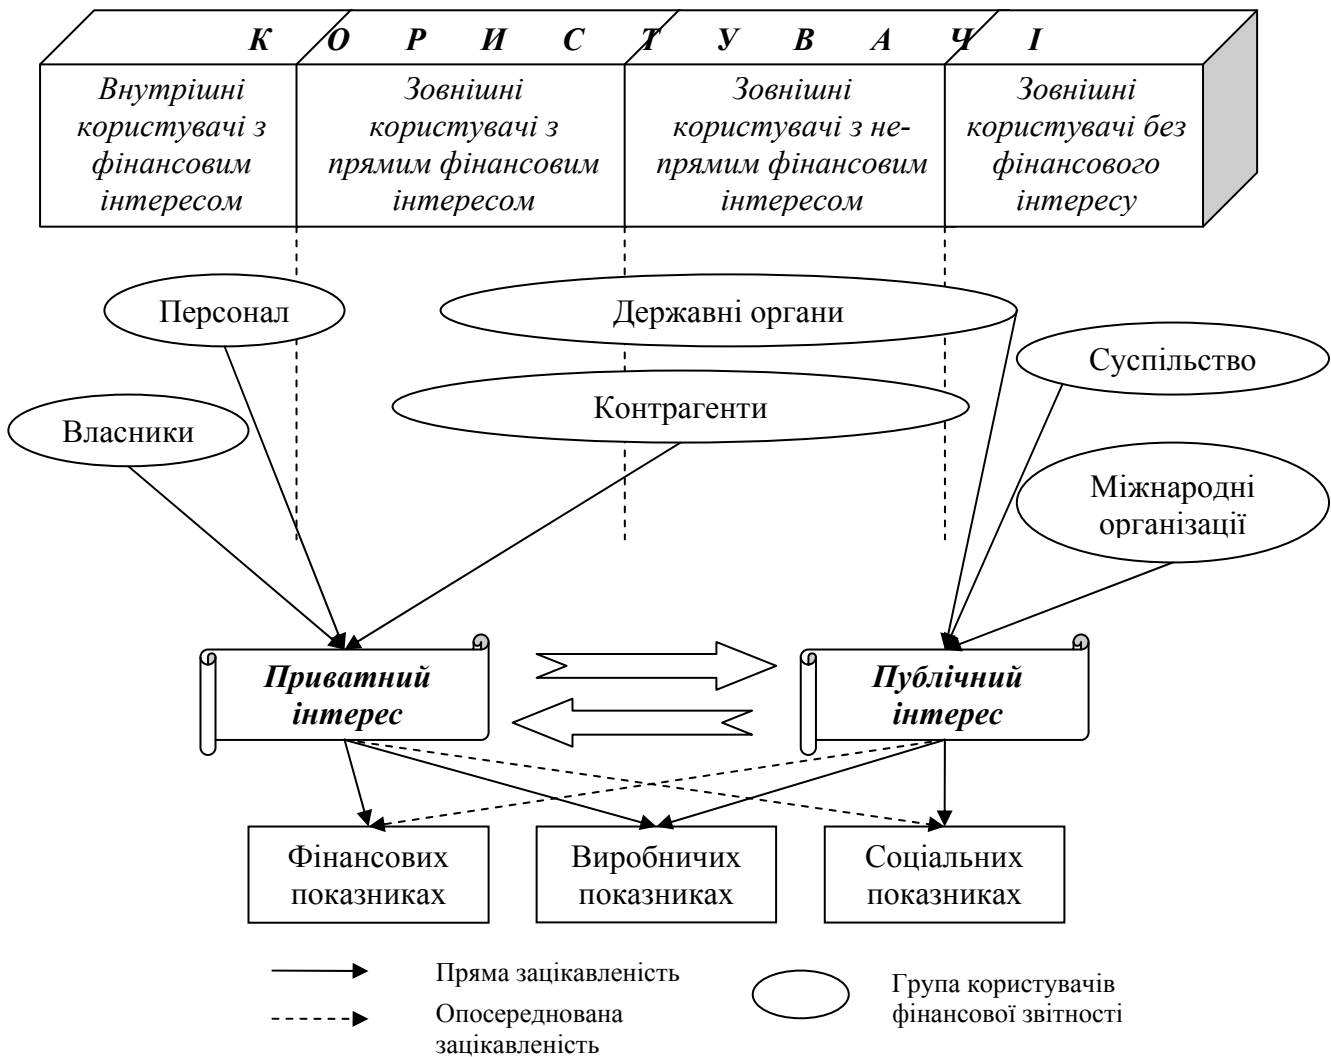 К О Р И С Т У В А Ч І
Внутрішні
користувачі з
фінансовим
інтересом
Зовнішні
користувачі з
прямим фінансовим
інтересом
Зовнішні
користувачі з не-
прямим фінансовим
інтересом
Зовнішні
користувачі без
фінансового
інтересу
Персонал
Державні органи
Суспільство
Контрагенти
Власники
Міжнародні
організації
Приватний
інтерес
Публічний
інтерес
Фінансових
показниках
Виробничих
показниках
Соціальних
показниках
Пряма зацікавленість
Опосереднована
зацікавленість
Група користувачів
фінансової звітності